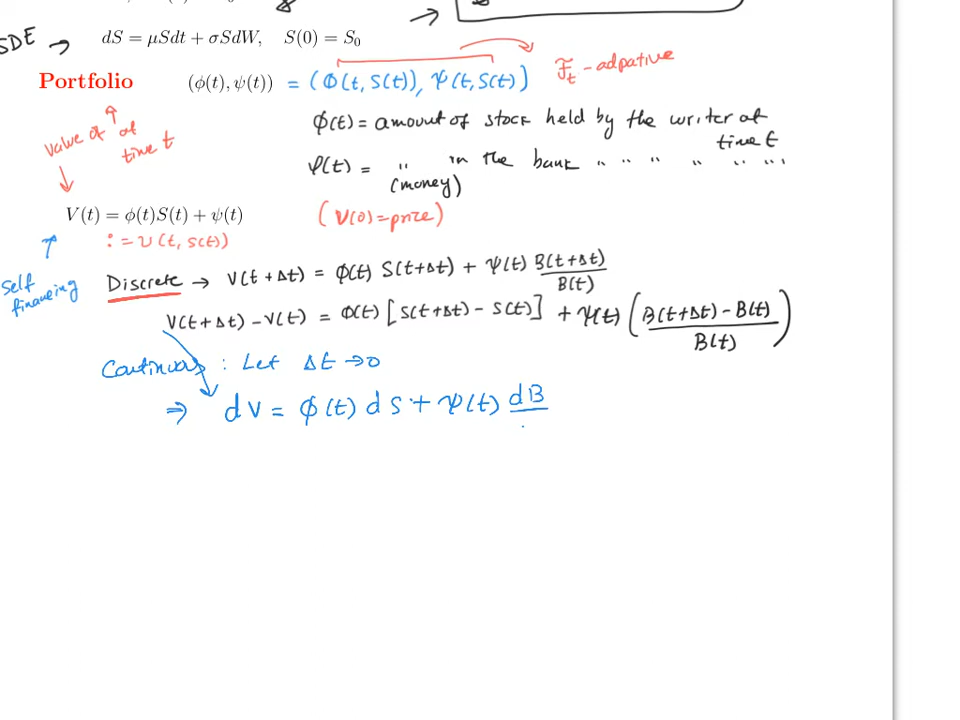 SDE → dS = μSdt + σSdW, S(0) = S₀
Portfolio (ϕ(t), ψ(t)) = (ϕ(t, S(t)), ψ(t, S(t)) ℱₜ-adpative
value of ↑ at time t
ϕ(t) = amount of stock held by the writer at time t
ψ(t) = " in the bank " " " " " " "
(money)
V(t) = ϕ(t)S(t) + ψ(t) (V(0)=price)
:= v(t, S(t))
Self financing
Discrete → V(t+Δt) = ϕ(t) S(t+Δt) + ψ(t) B(t+Δt)/B(t)
V(t+Δt) - V(t) = ϕ(t) [S(t+Δt) - S(t)] + ψ(t) (B(t+Δt) - B(t)/B(t))
Continuous : Let Δt → 0
⇒ dV = ϕ(t) dS + ψ(t) dB